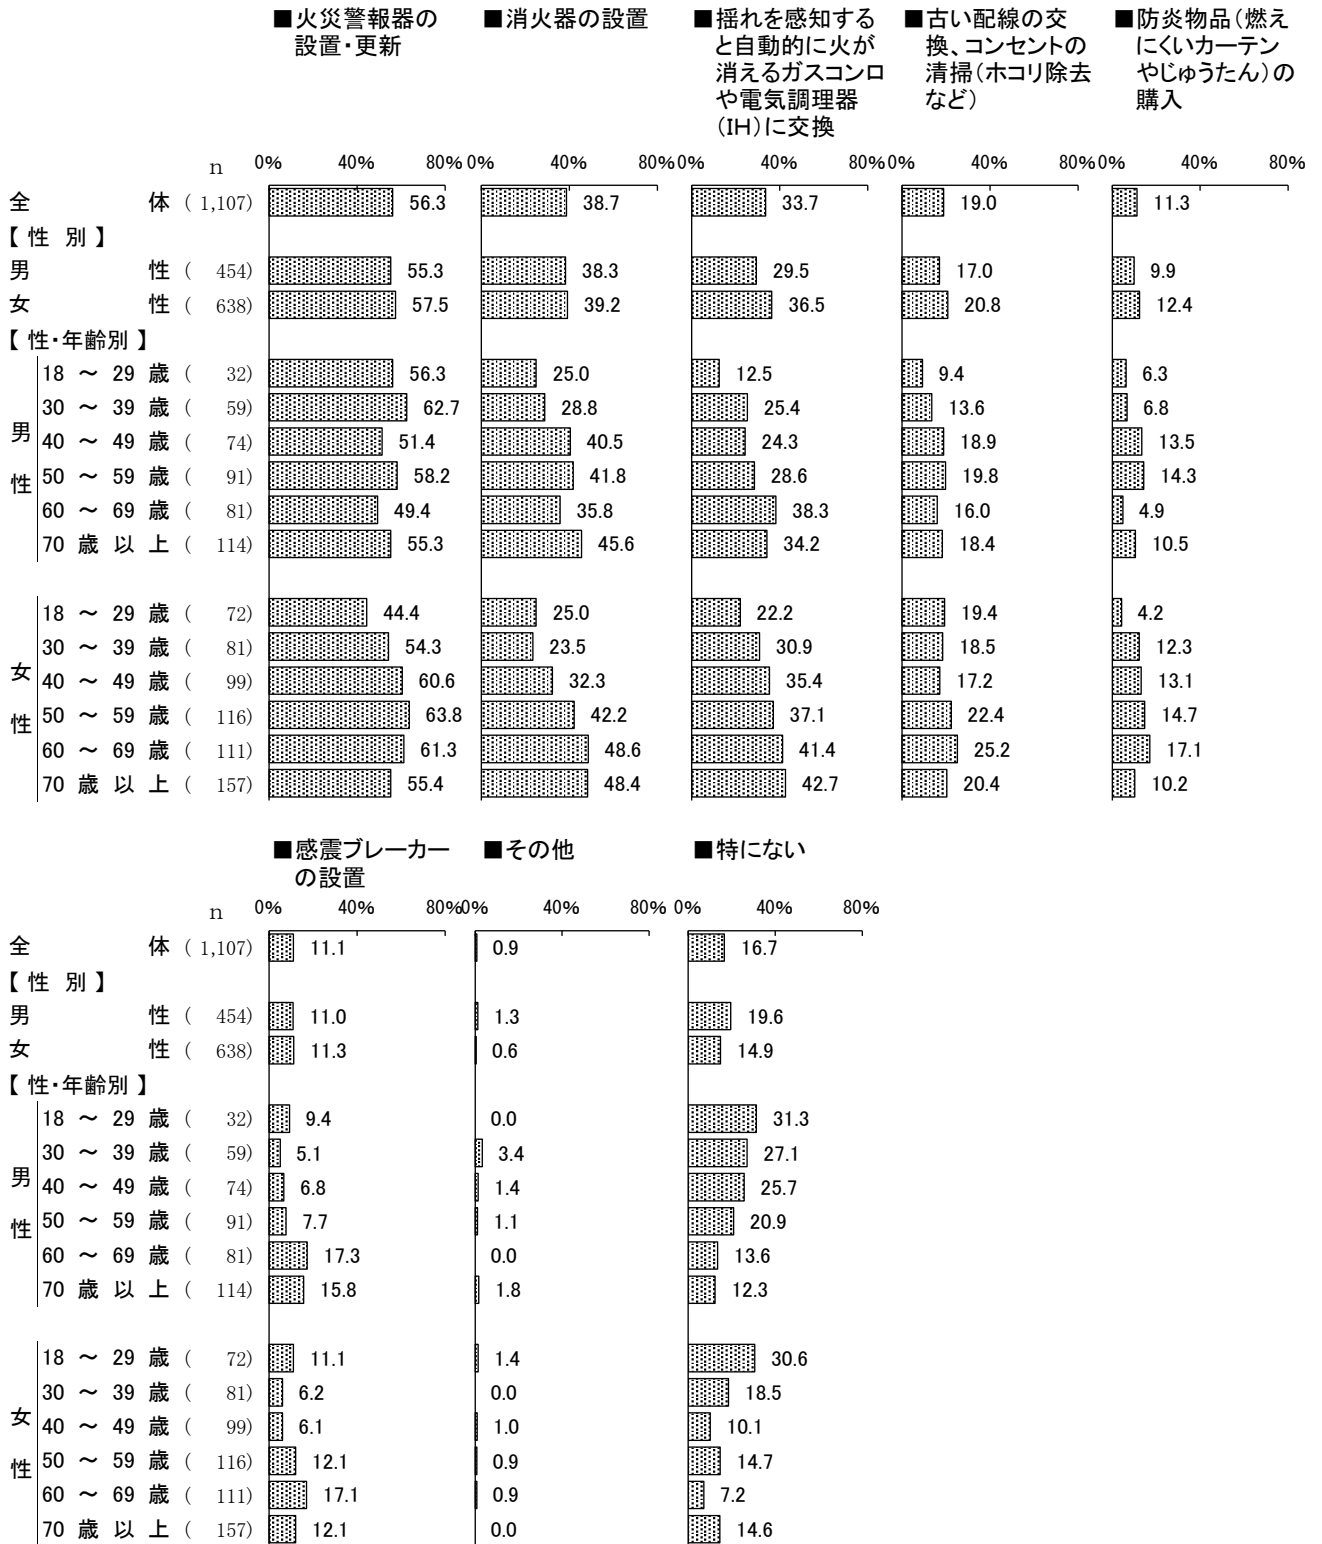 ■火災警報器の
設置・更新
■消火器の設置
■揺れを感知する
と自動的に火が
消えるガスコンロ
や電気調理器
（IH）に交換
■古い配線の交
換、コンセントの
清掃（ホコリ除去
など）
■防炎物品（燃え
にくいカーテン
やじゅうたん）の
購入
n 0% 40% 80% 0% 40% 80% 0% 40% 80% 0% 40% 80% 0% 40% 80%
全 体 ( 1,107) 56.3 38.7 33.7 19.0 11.3
【 性 別 】
男 性 ( 454) 55.3 38.3 29.5 17.0 9.9
女 性 ( 638) 57.5 39.2 36.5 20.8 12.4
【 性・年齢別 】
男性
18 ～ 29 歳 ( 32) 56.3 25.0 12.5 9.4 6.3
30 ～ 39 歳 ( 59) 62.7 28.8 25.4 13.6 6.8
40 ～ 49 歳 ( 74) 51.4 40.5 24.3 18.9 13.5
50 ～ 59 歳 ( 91) 58.2 41.8 28.6 19.8 14.3
60 ～ 69 歳 ( 81) 49.4 35.8 38.3 16.0 4.9
70 歳 以 上 ( 114) 55.3 45.6 34.2 18.4 10.5
女性
18 ～ 29 歳 ( 72) 44.4 25.0 22.2 19.4 4.2
30 ～ 39 歳 ( 81) 54.3 23.5 30.9 18.5 12.3
40 ～ 49 歳 ( 99) 60.6 32.3 35.4 17.2 13.1
50 ～ 59 歳 ( 116) 63.8 42.2 37.1 22.4 14.7
60 ～ 69 歳 ( 111) 61.3 48.6 41.4 25.2 17.1
70 歳 以 上 ( 157) 55.4 48.4 42.7 20.4 10.2
■感震ブレーカー
の設置
■その他
■特にない
n 0% 40% 80% 0% 40% 80% 0% 40% 80%
全 体 ( 1,107) 11.1 0.9 16.7
【 性 別 】
男 性 ( 454) 11.0 1.3 19.6
女 性 ( 638) 11.3 0.6 14.9
【 性・年齢別 】
男性
18 ～ 29 歳 ( 32) 9.4 0.0 31.3
30 ～ 39 歳 ( 59) 5.1 3.4 27.1
40 ～ 49 歳 ( 74) 6.8 1.4 25.7
50 ～ 59 歳 ( 91) 7.7 1.1 20.9
60 ～ 69 歳 ( 81) 17.3 0.0 13.6
70 歳 以 上 ( 114) 15.8 1.8 12.3
女性
18 ～ 29 歳 ( 72) 11.1 1.4 30.6
30 ～ 39 歳 ( 81) 6.2 0.0 18.5
40 ～ 49 歳 ( 99) 6.1 1.0 10.1
50 ～ 59 歳 ( 116) 12.1 0.9 14.7
60 ～ 69 歳 ( 111) 17.1 0.9 7.2
70 歳 以 上 ( 157) 12.1 0.0 14.6